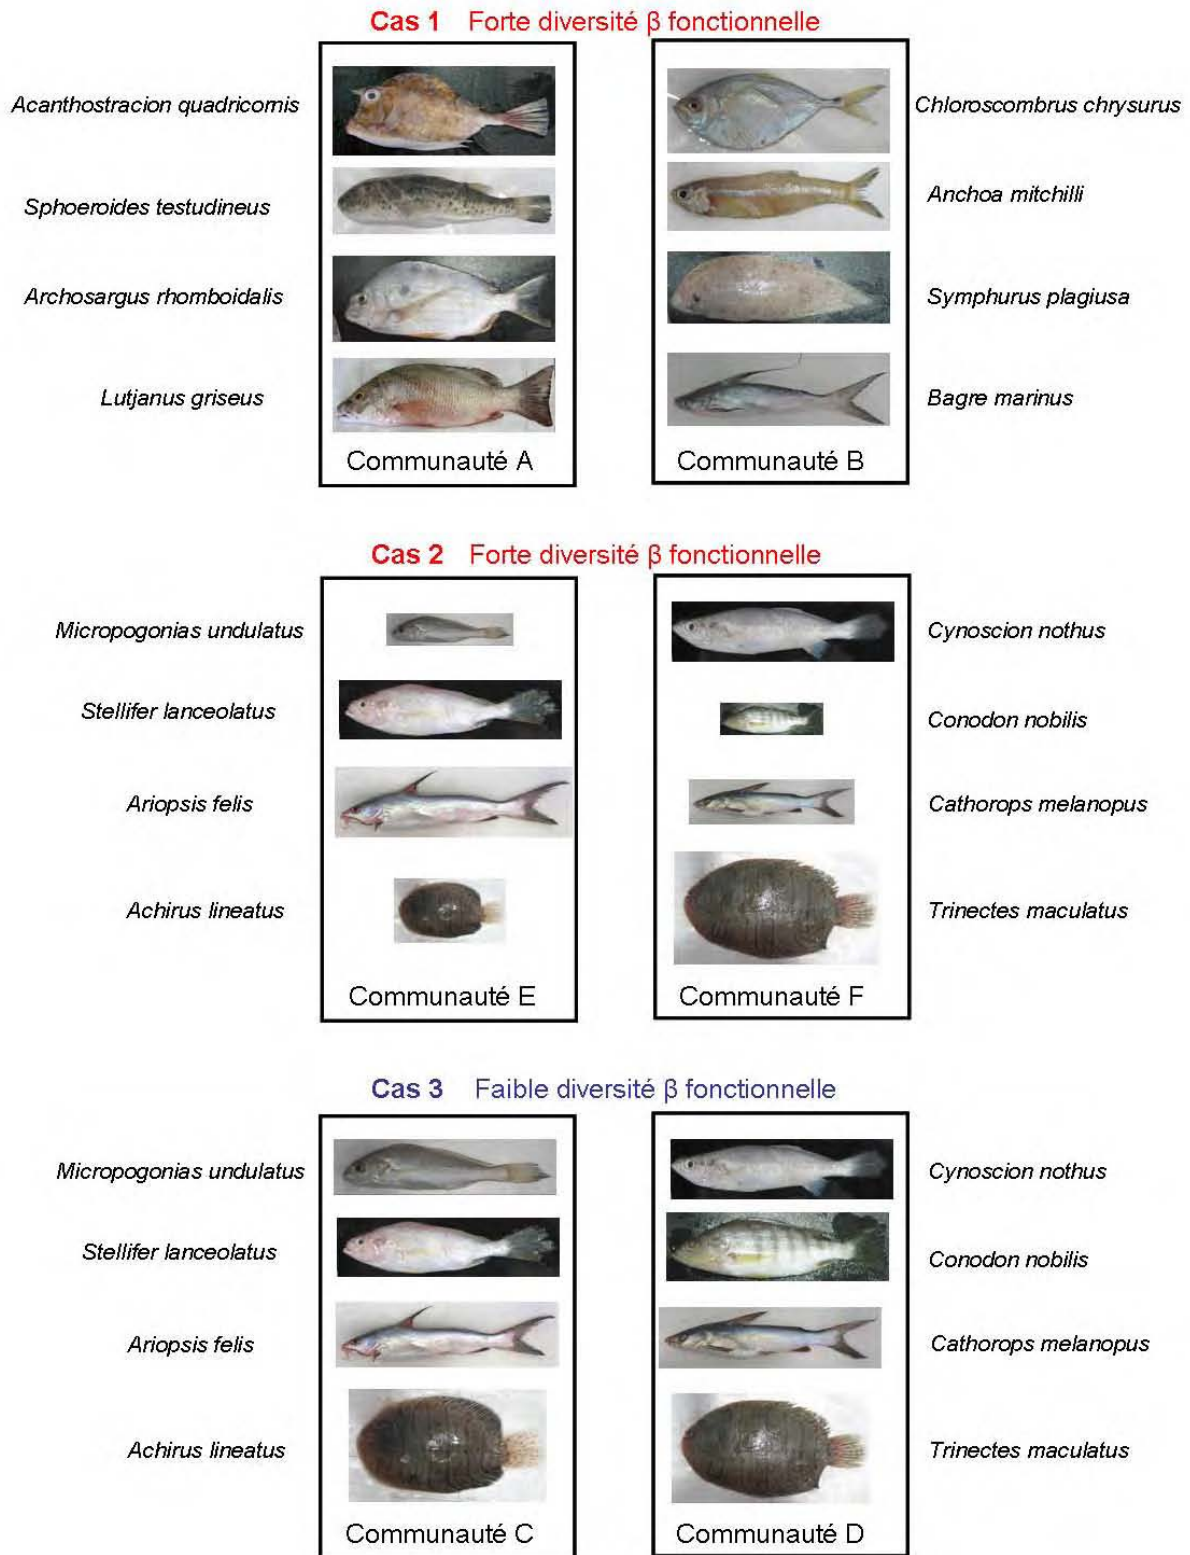 Cas 1 Forte diversité β fonctionnelle
Acanthostracion quadricornis
Chloroscombrus chrysurus
Sphoeroides testudineus
Anchoa mitchilli
Archosargus rhomboidalis
Symphurus plagiusa
Lutjanus griseus
Bagre marinus
Communauté A
Communauté B
Cas 2 Forte diversité β fonctionnelle
Micropogonias undulatus
Cynoscion nothus
Stellifer lanceolatus
Conodon nobilis
Ariopsis felis
Cathorops melanopus
Achirus lineatus
Trinectes maculatus
Communauté E
Communauté F
Cas 3 Faible diversité β fonctionnelle
Micropogonias undulatus
Cynoscion nothus
Stellifer lanceolatus
Conodon nobilis
Ariopsis felis
Cathorops melanopus
Achirus lineatus
Trinectes maculatus
Communauté C
Communauté D